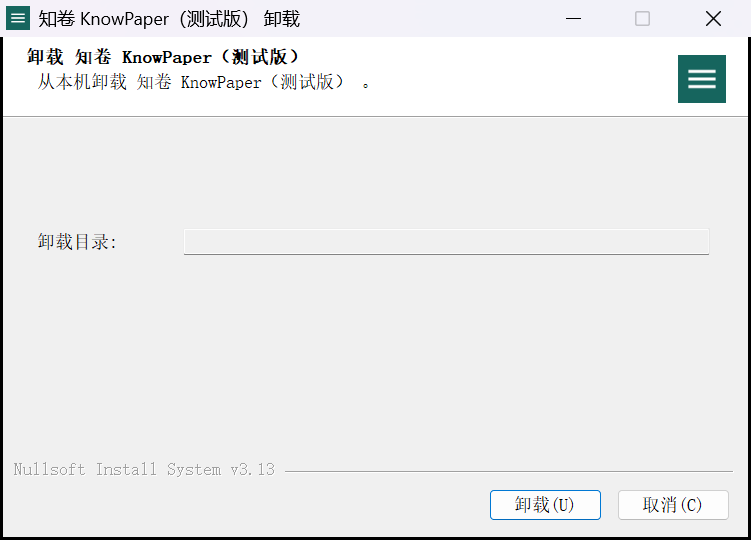 知卷 KnowPaper（测试版） 卸载
卸载 知卷 KnowPaper（测试版）
从本机卸载 知卷 KnowPaper（测试版） 。
卸载目录:
Nullsoft Install System v3.13
卸载(U) 取消(C)